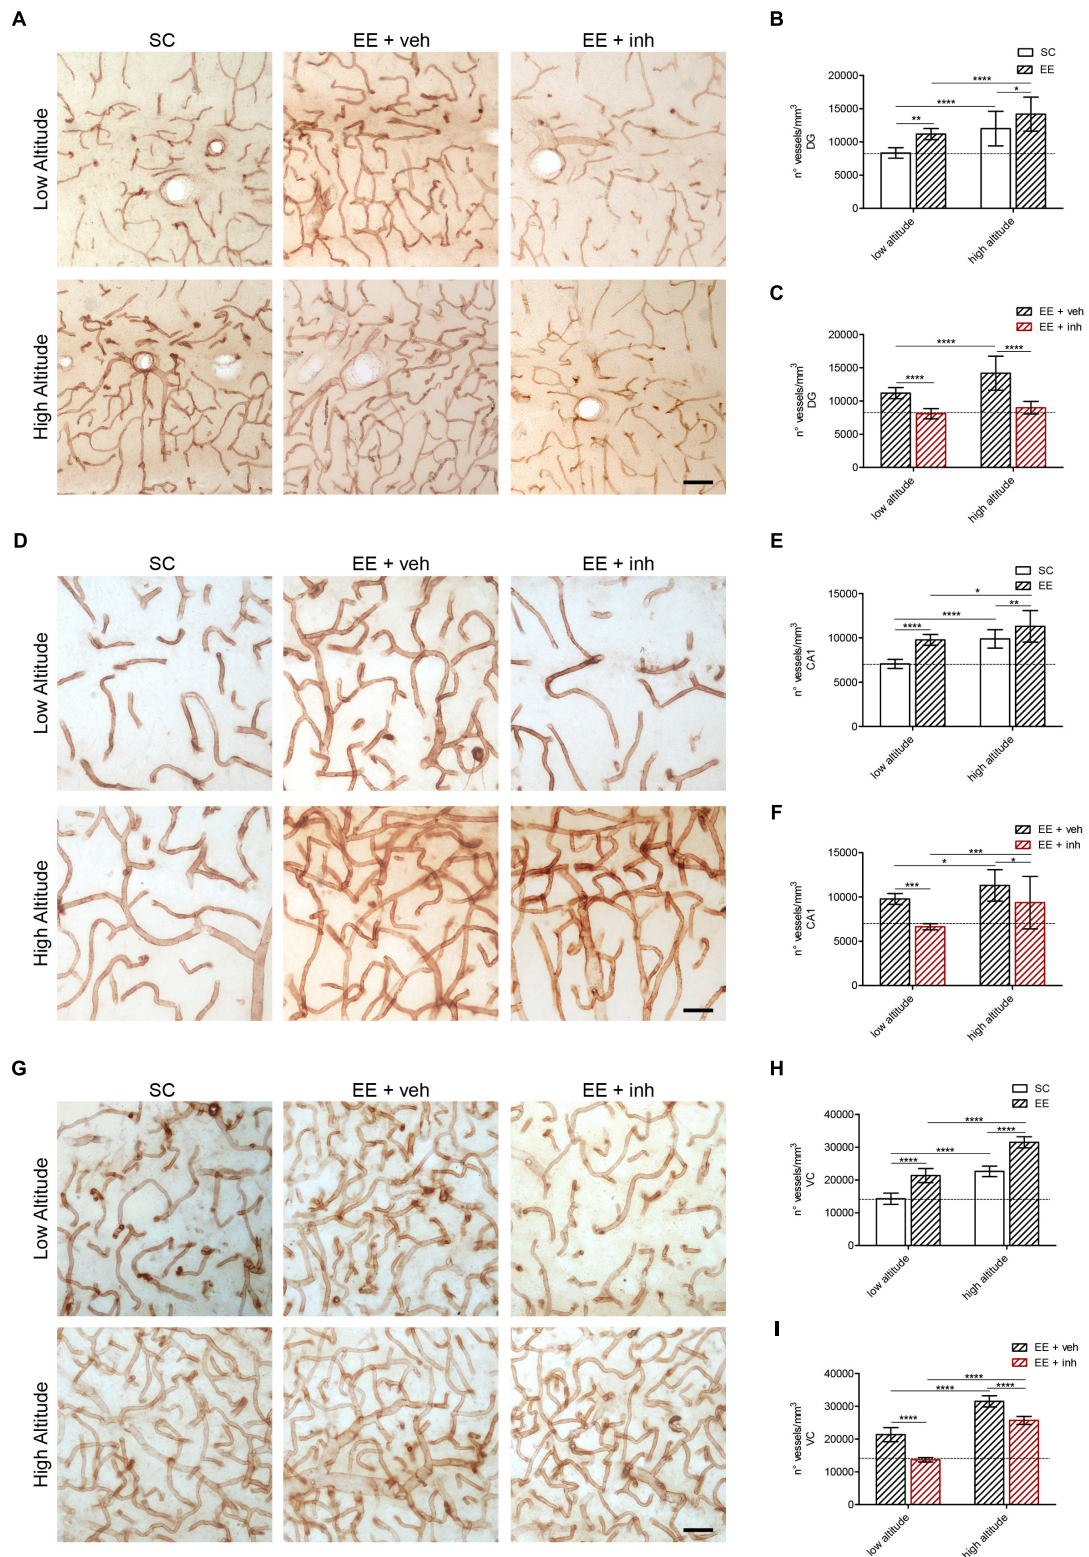 A
SC
EE + veh
EE + inh
Low Altitude
High Altitude
B
SC
EE
20000
15000
10000
5000
0
n° vessels/mm³
DG
****
****
*
**
low altitude
high altitude
C
EE + veh
EE + inh
20000
15000
10000
5000
0
n° vessels/mm³
DG
****
****
****
low altitude
high altitude
D
SC
EE + veh
EE + inh
Low Altitude
High Altitude
E
SC
EE
15000
10000
5000
0
n° vessels/mm³
CA1
*
****
**
****
low altitude
high altitude
F
EE + veh
EE + inh
15000
10000
5000
0
n° vessels/mm³
CA1
***
*
*
***
low altitude
high altitude
G
SC
EE + veh
EE + inh
Low Altitude
High Altitude
H
SC
EE
40000
30000
20000
10000
0
n° vessels/mm³
VC
****
****
****
****
low altitude
high altitude
I
EE + veh
EE + inh
40000
30000
20000
10000
0
n° vessels/mm³
VC
****
****
****
****
low altitude
high altitude